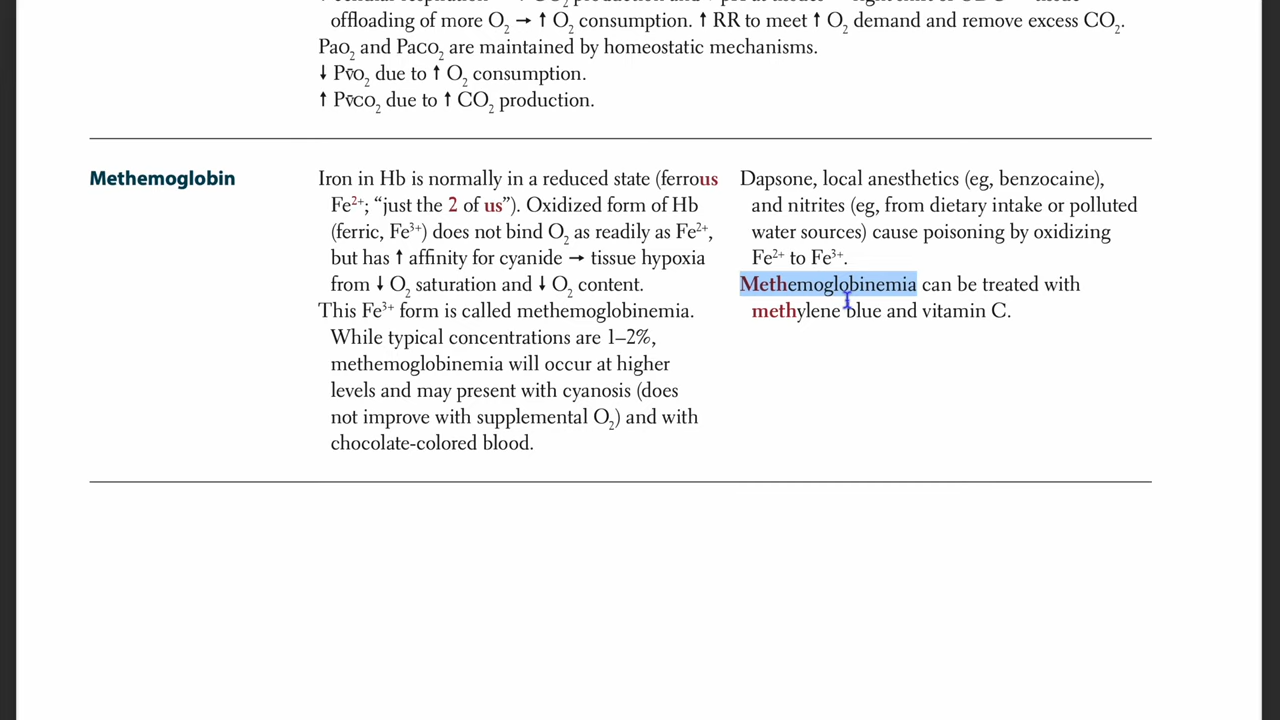 offloading of more O₂ → ↑ O₂ consumption. ↑ RR to meet ↑ O₂ demand and remove excess CO₂.
Pao₂ and Paco₂ are maintained by homeostatic mechanisms.
↓ Pv̄o₂ due to ↑ O₂ consumption.
↑ Pv̄co₂ due to ↑ CO₂ production.
Methemoglobin
Iron in Hb is normally in a reduced state (ferrous
Fe²⁺; “just the 2 of us”). Oxidized form of Hb
(ferric, Fe³⁺) does not bind O₂ as readily as Fe²⁺,
but has ↑ affinity for cyanide → tissue hypoxia
from ↓ O₂ saturation and ↓ O₂ content.
This Fe³⁺ form is called methemoglobinemia.
While typical concentrations are 1–2%,
methemoglobinemia will occur at higher
levels and may present with cyanosis (does
not improve with supplemental O₂) and with
chocolate-colored blood.
Dapsone, local anesthetics (eg, benzocaine),
and nitrites (eg, from dietary intake or polluted
water sources) cause poisoning by oxidizing
Fe²⁺ to Fe³⁺.
Methemoglobinemia can be treated with
methylene blue and vitamin C.